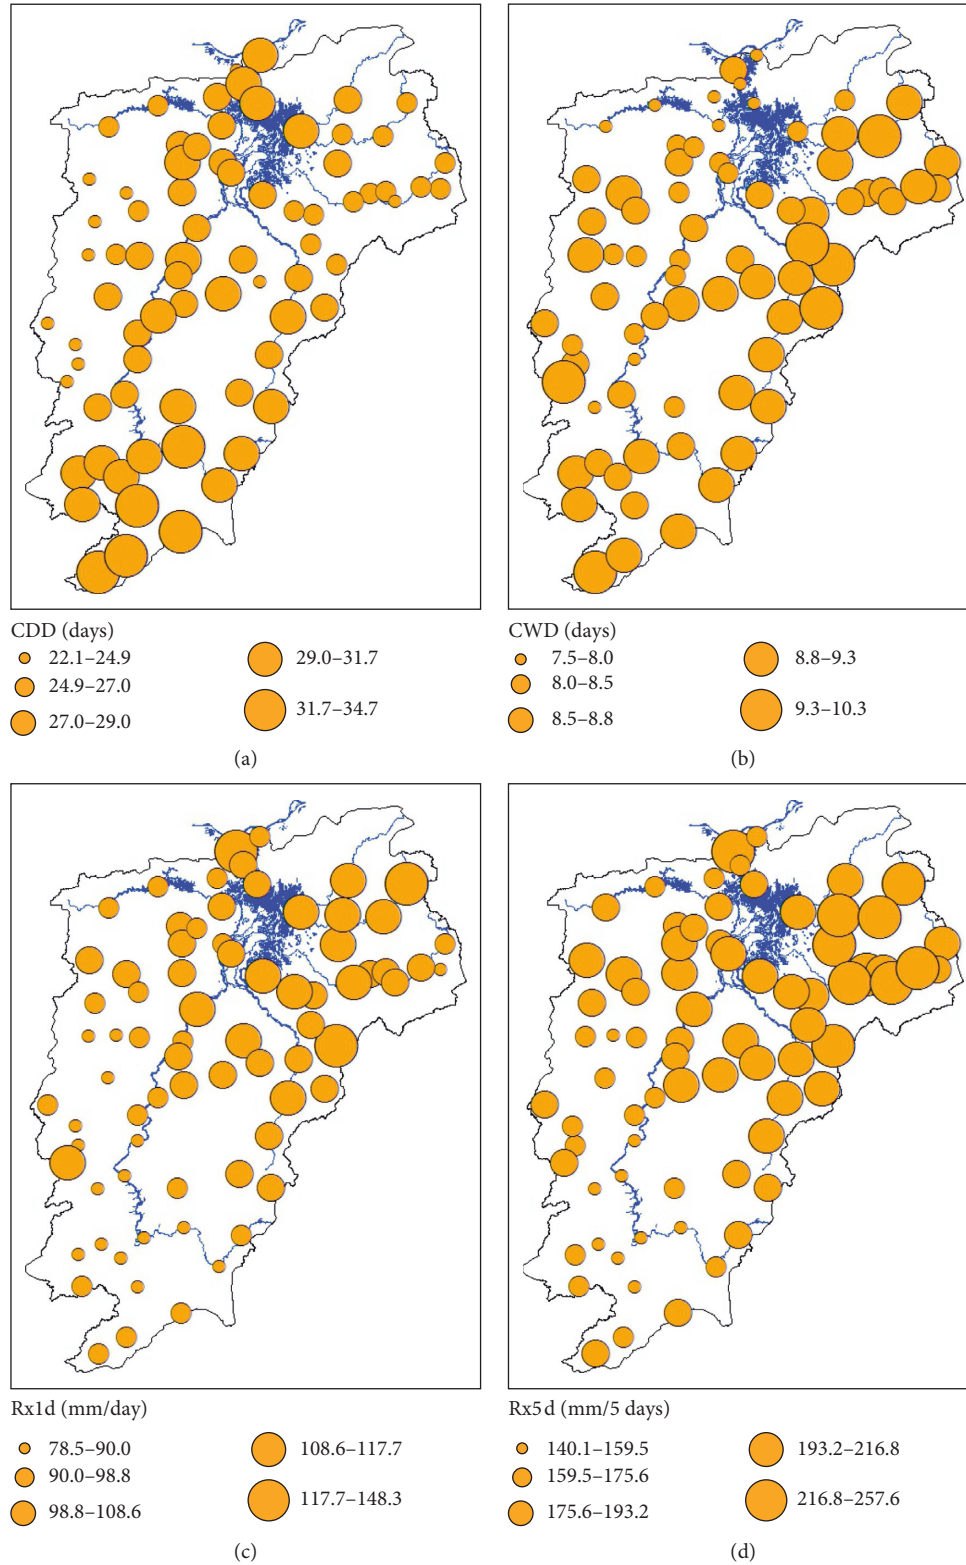 CDD (days)
22.1–24.9
24.9–27.0
27.0–29.0
29.0–31.7
31.7–34.7
(a)
CWD (days)
7.5–8.0
8.0–8.5
8.5–8.8
8.8–9.3
9.3–10.3
(b)
Rx1d (mm/day)
78.5–90.0
90.0–98.8
98.8–108.6
108.6–117.7
117.7–148.3
(c)
Rx5d (mm/5 days)
140.1–159.5
159.5–175.6
175.6–193.2
193.2–216.8
216.8–257.6
(d)